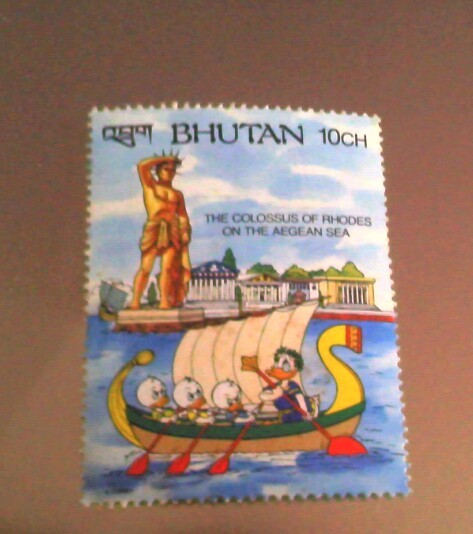 འབྲུག BHUTAN 10CH
THE COLOSSUS OF RHODES
ON THE AEGEAN SEA